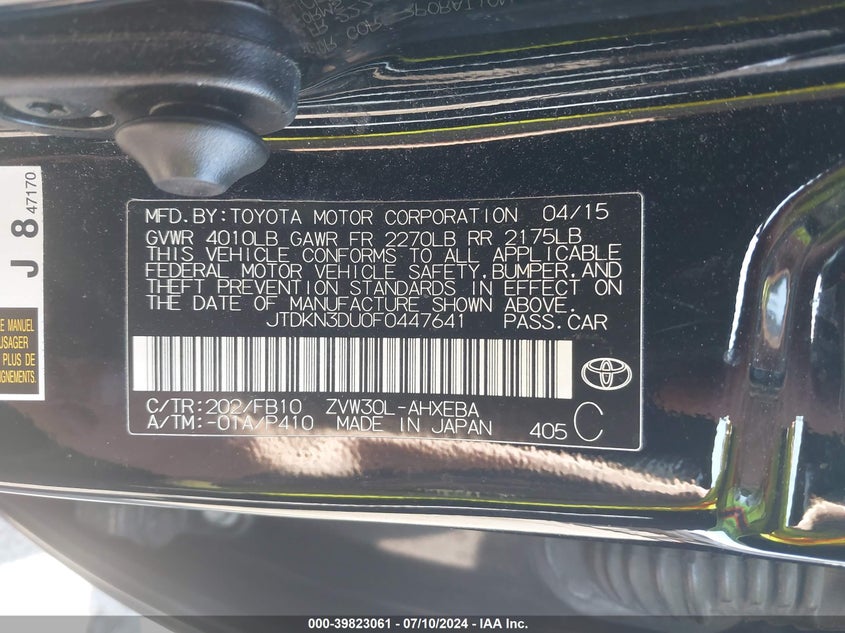 MFD.BY:TOYOTA MOTOR CORPORATION 04/15
GVWR 4010LB GAWR FR 2270LB RR 2175LB
THIS VEHICLE CONFORMS TO ALL APPLICABLE
FEDERAL MOTOR VEHICLE SAFETY,BUMPER,AND
THEFT PREVENTION STANDARDS IN EFFECT ON
THE DATE OF MANUFACTURE SHOWN ABOVE.
JTDKN3DU0F0447641 PASS.CAR
C/TR:202/FB10 ZVW30L-AHXEBA
A/TM:-01A/P410 MADE IN JAPAN 405 C
J 8 47170
E MANUEL
USAGER
PLUS DE
IGNEMENTS.
000-39823061 / 07/10/2024 - IAA Inc.